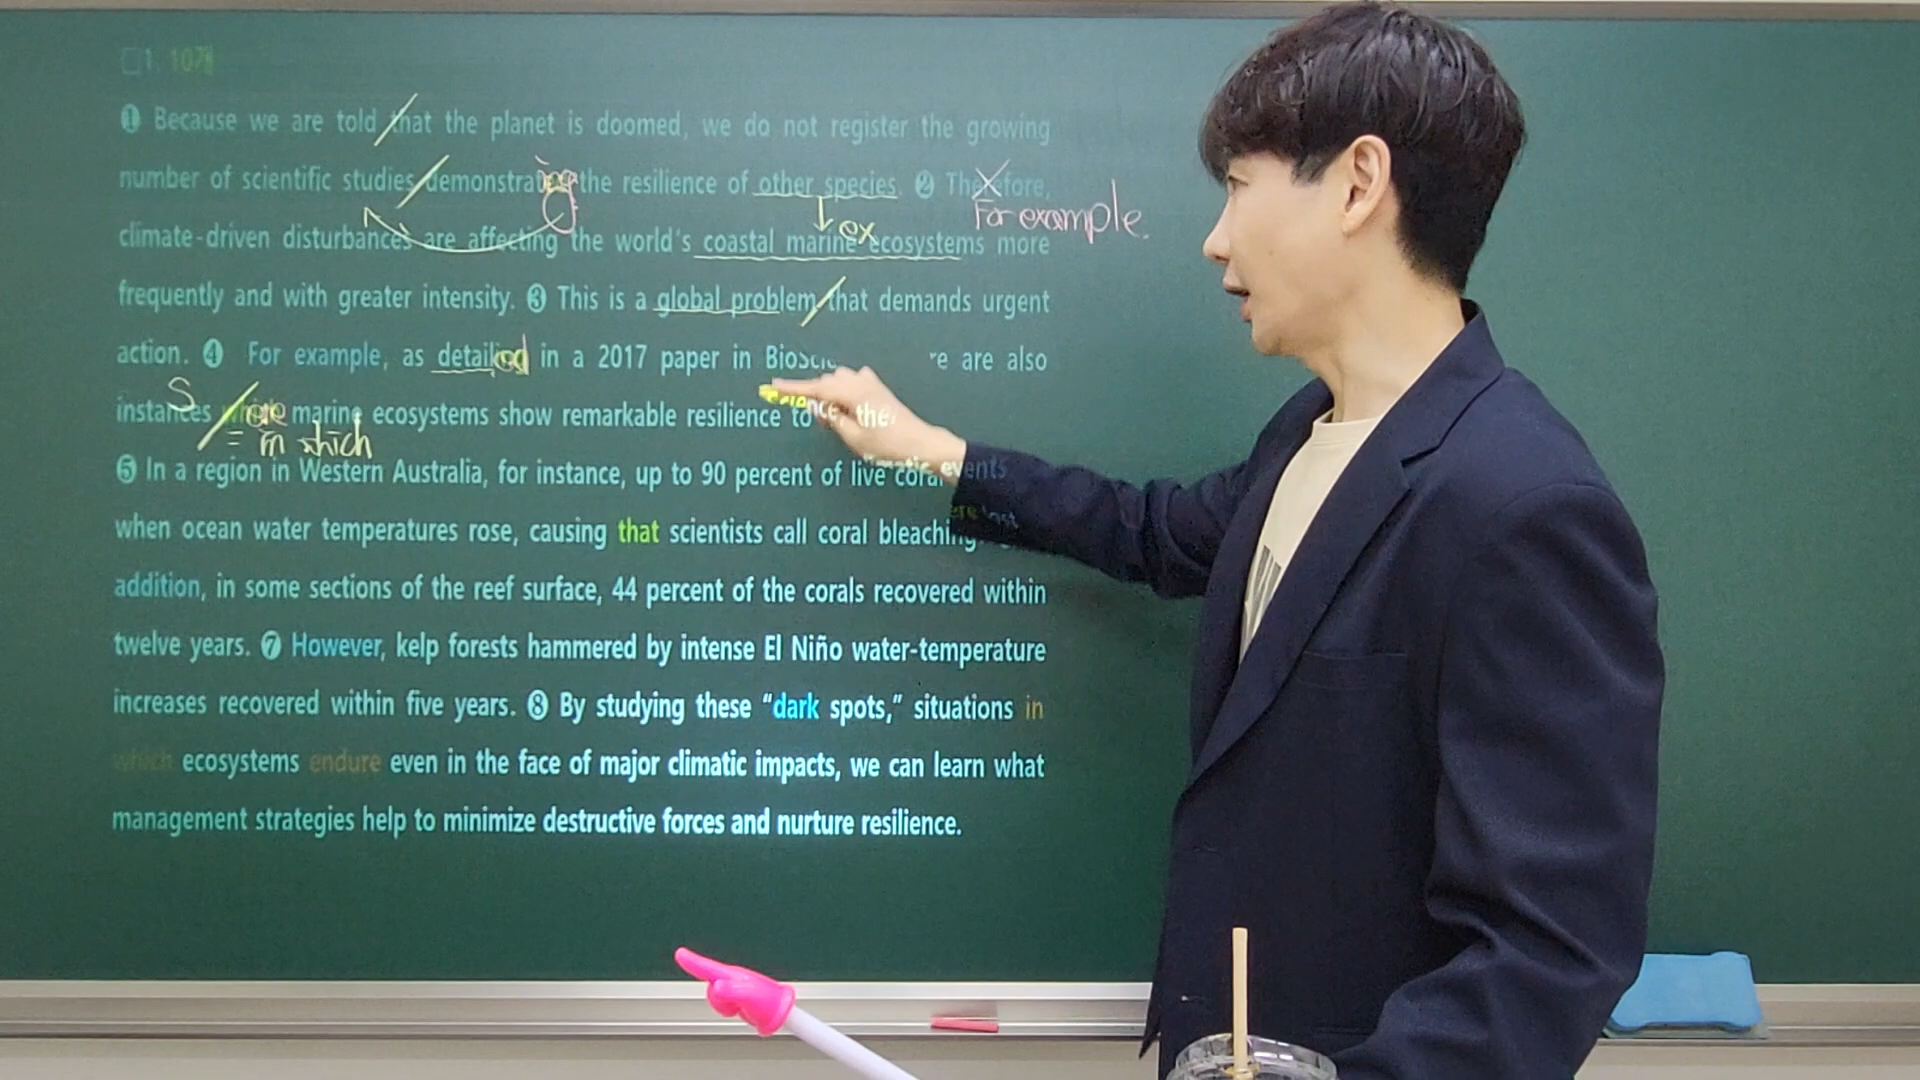 □1. 10개
❶ Because we are told that the planet is doomed, we do not register the growing
number of scientific studies demonstrating the resilience of other species. ❷ Therefore,
For example.
ex
climate-driven disturbances are affecting the world's coastal marine ecosystems more
frequently and with greater intensity. ❸ This is a global problem that demands urgent
action. ❹ For example, as detailed in a 2017 paper in BioScience, there are also
S
instances marine ecosystems show remarkable resilience to events
= in which
❺ In a region in Western Australia, for instance, up to 90 percent of live coral
when ocean water temperatures rose, causing that scientists call coral bleaching.
addition, in some sections of the reef surface, 44 percent of the corals recovered within
twelve years. ❼ However, kelp forests hammered by intense El Niño water-temperature
increases recovered within five years. ❽ By studying these “dark spots,” situations in
which ecosystems endure even in the face of major climatic impacts, we can learn what
management strategies help to minimize destructive forces and nurture resilience.